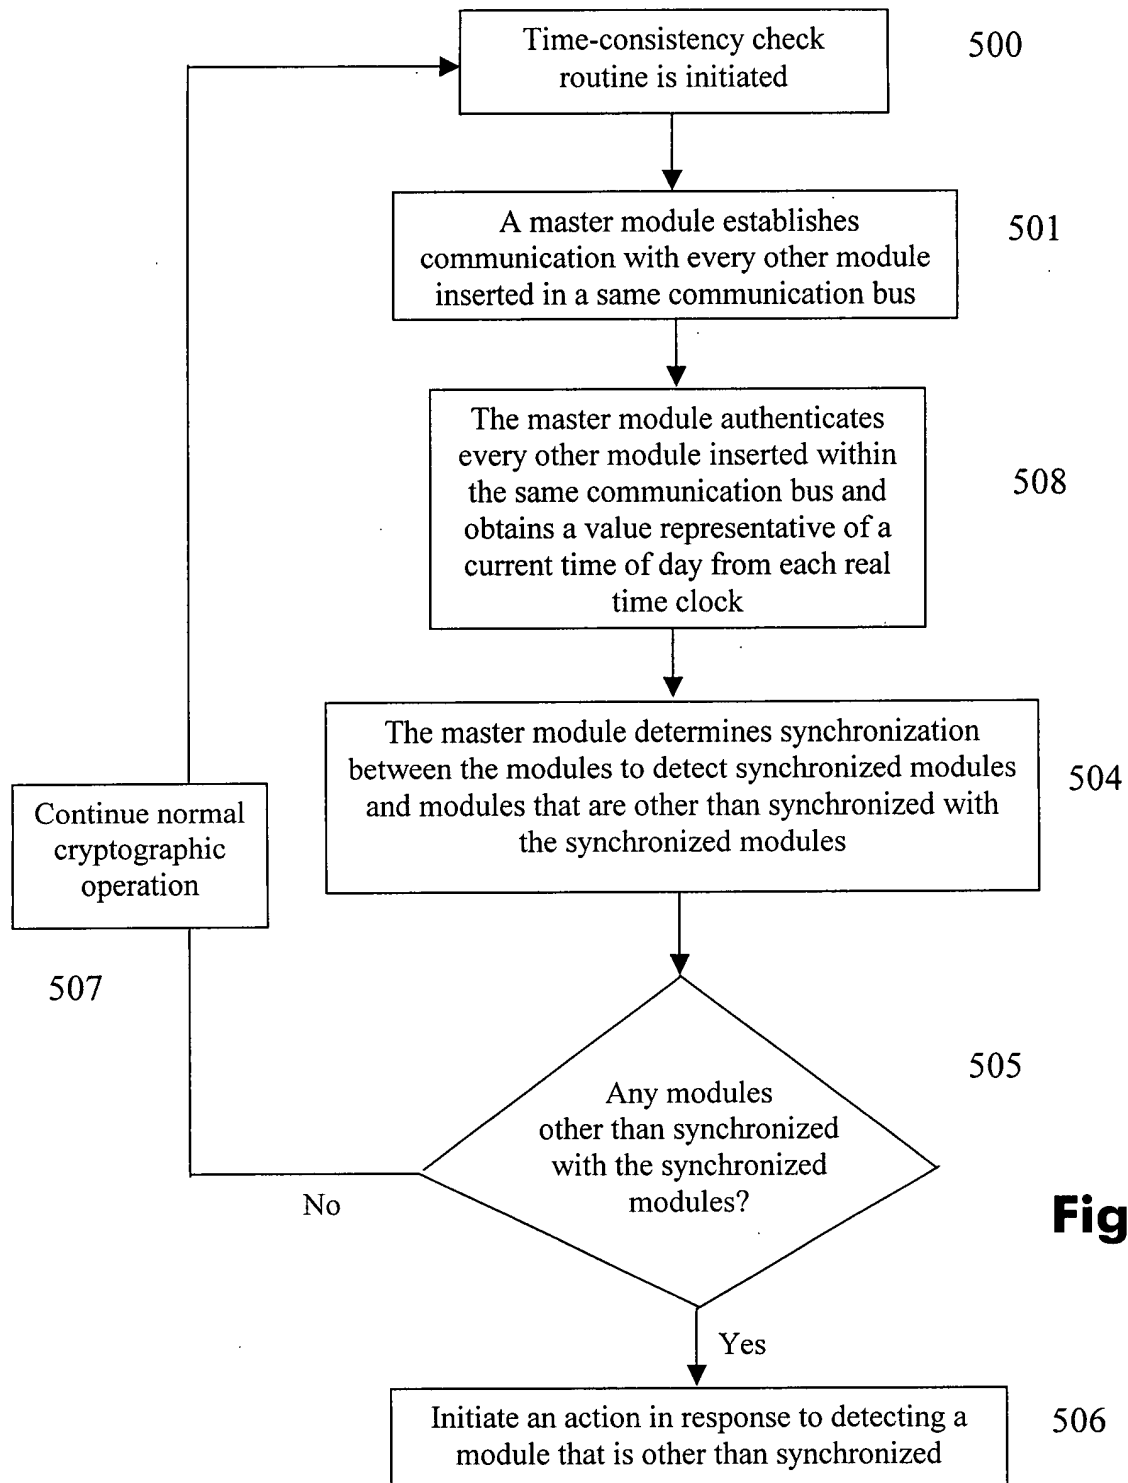 Time-consistency check
routine is initiated
500
A master module establishes
communication with every other module
inserted in a same communication bus
501
The master module authenticates
every other module inserted within
the same communication bus and
obtains a value representative of a
current time of day from each real
time clock
508
The master module determines synchronization
between the modules to detect synchronized modules
and modules that are other than synchronized with
the synchronized modules
504
Continue normal
cryptographic
operation
507
Any modules
other than synchronized
with the synchronized
modules?
505
No
Fig
Yes
Initiate an action in response to detecting a
module that is other than synchronized
506